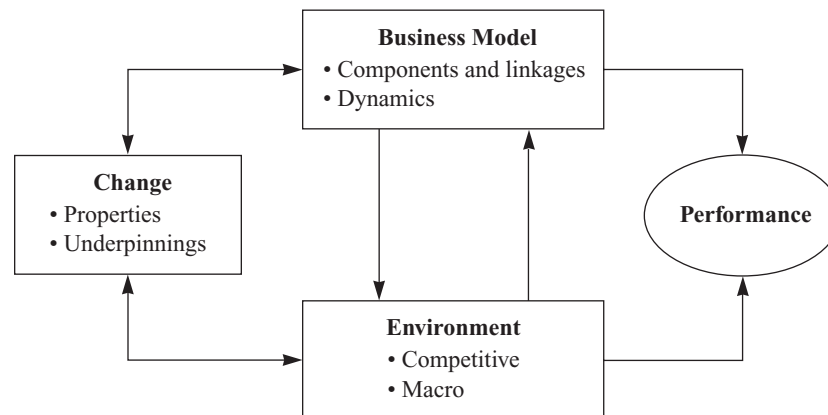 Business Model
• Components and linkages
• Dynamics
Change
• Properties
• Underpinnings
Performance
Environment
• Competitive
• Macro